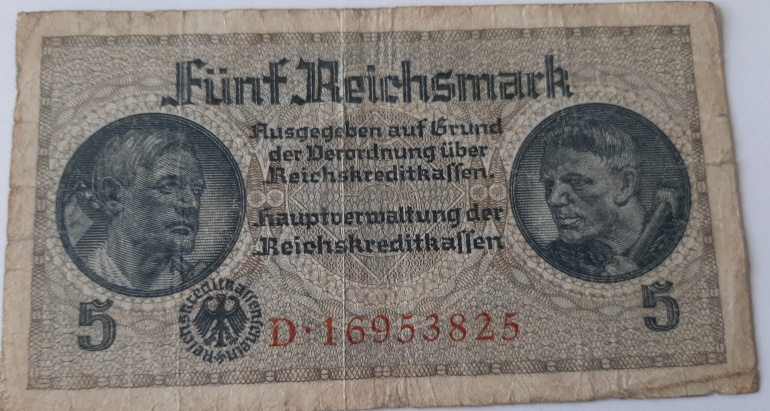 Fünf Reichsmark
Ausgegeben auf Grund
der Verordnung über
Reichskreditkassen.
Hauptverwaltung der
Reichskreditkassen
5
5
D·16953825